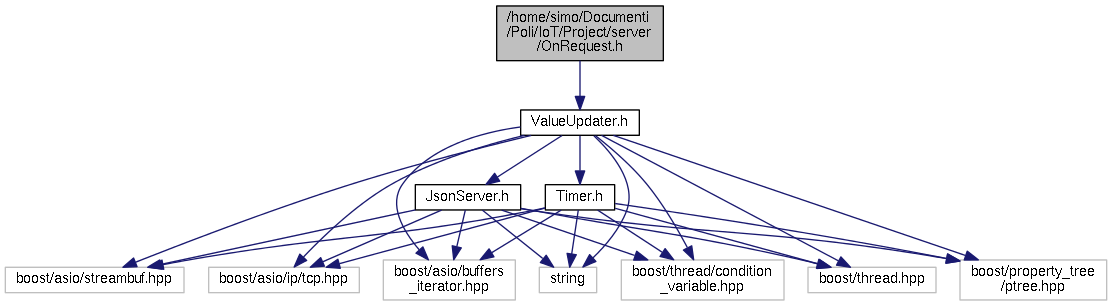 /home/simo/Documenti
/Poli/IoT/Project/server
/OnRequest.h
ValueUpdater.h
JsonServer.h
Timer.h
boost/asio/streambuf.hpp
boost/asio/ip/tcp.hpp
boost/asio/buffers
_iterator.hpp
string
boost/thread/condition
_variable.hpp
boost/thread.hpp
boost/property_tree
/ptree.hpp